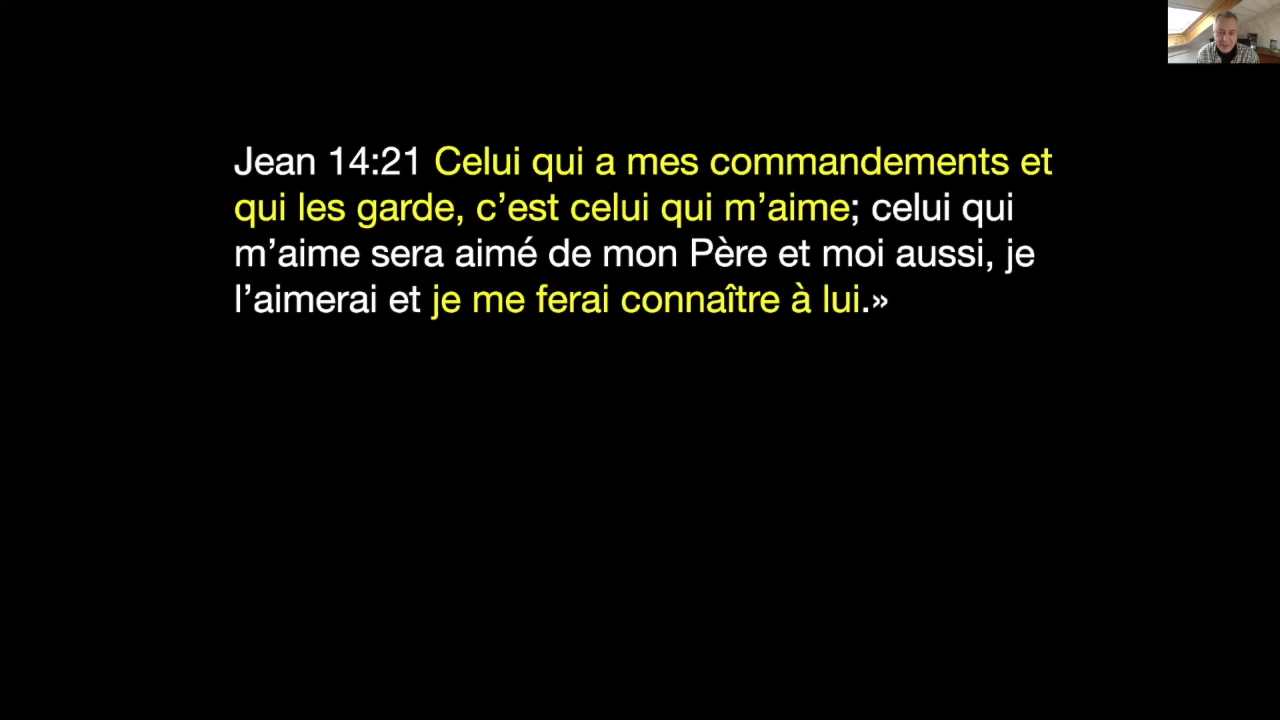 Jean 14:21 Celui qui a mes commandements et
qui les garde, c’est celui qui m’aime; celui qui
m’aime sera aimé de mon Père et moi aussi, je
l’aimerai et je me ferai connaître à lui.»